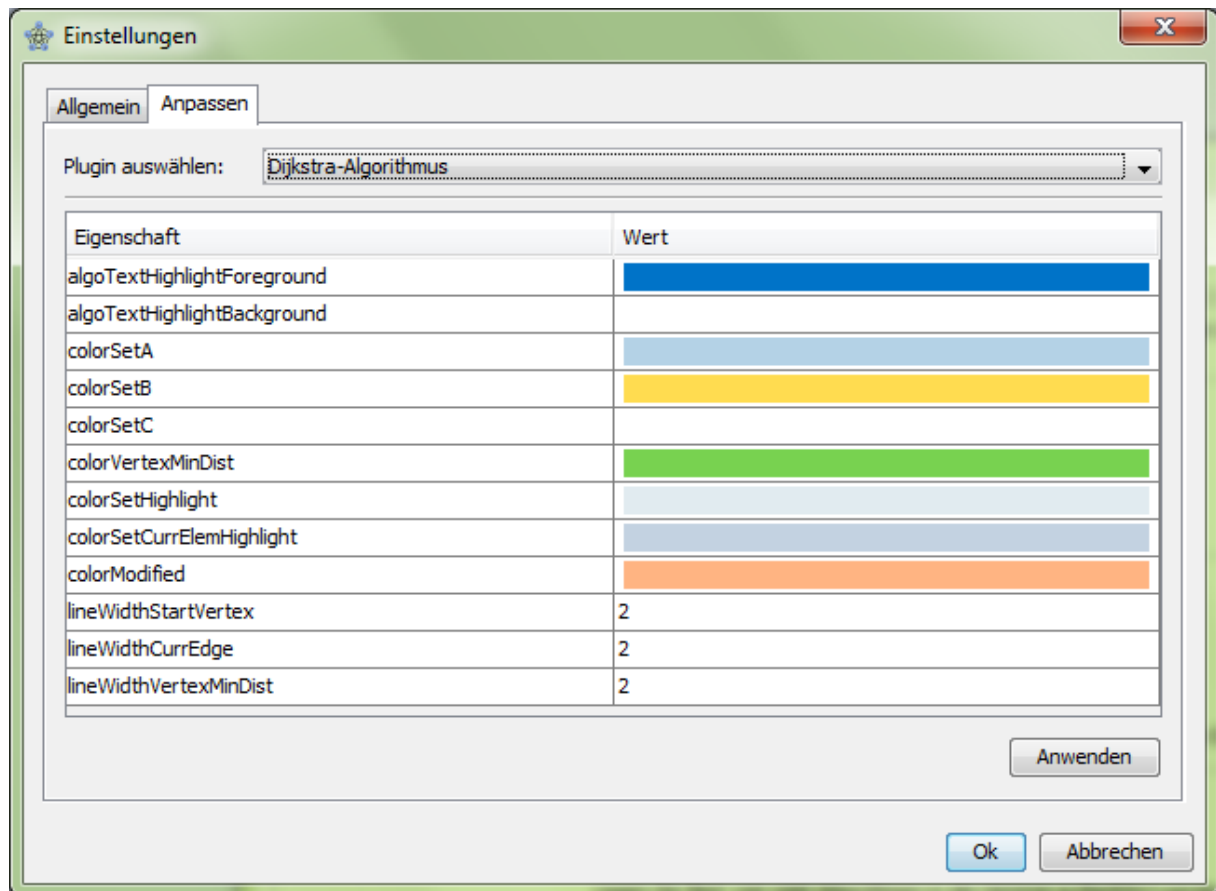 Einstellungen
Allgemein Anpassen
Plugin auswählen: Dijkstra-Algorithmus
Eigenschaft Wert
algoTextHighlightForeground
algoTextHighlightBackground
colorSetA
colorSetB
colorSetC
colorVertexMinDist
colorSetHighlight
colorSetCurrElemHighlight
colorModified
lineWidthStartVertex 2
lineWidthCurrEdge 2
lineWidthVertexMinDist 2
Anwenden
Ok Abbrechen